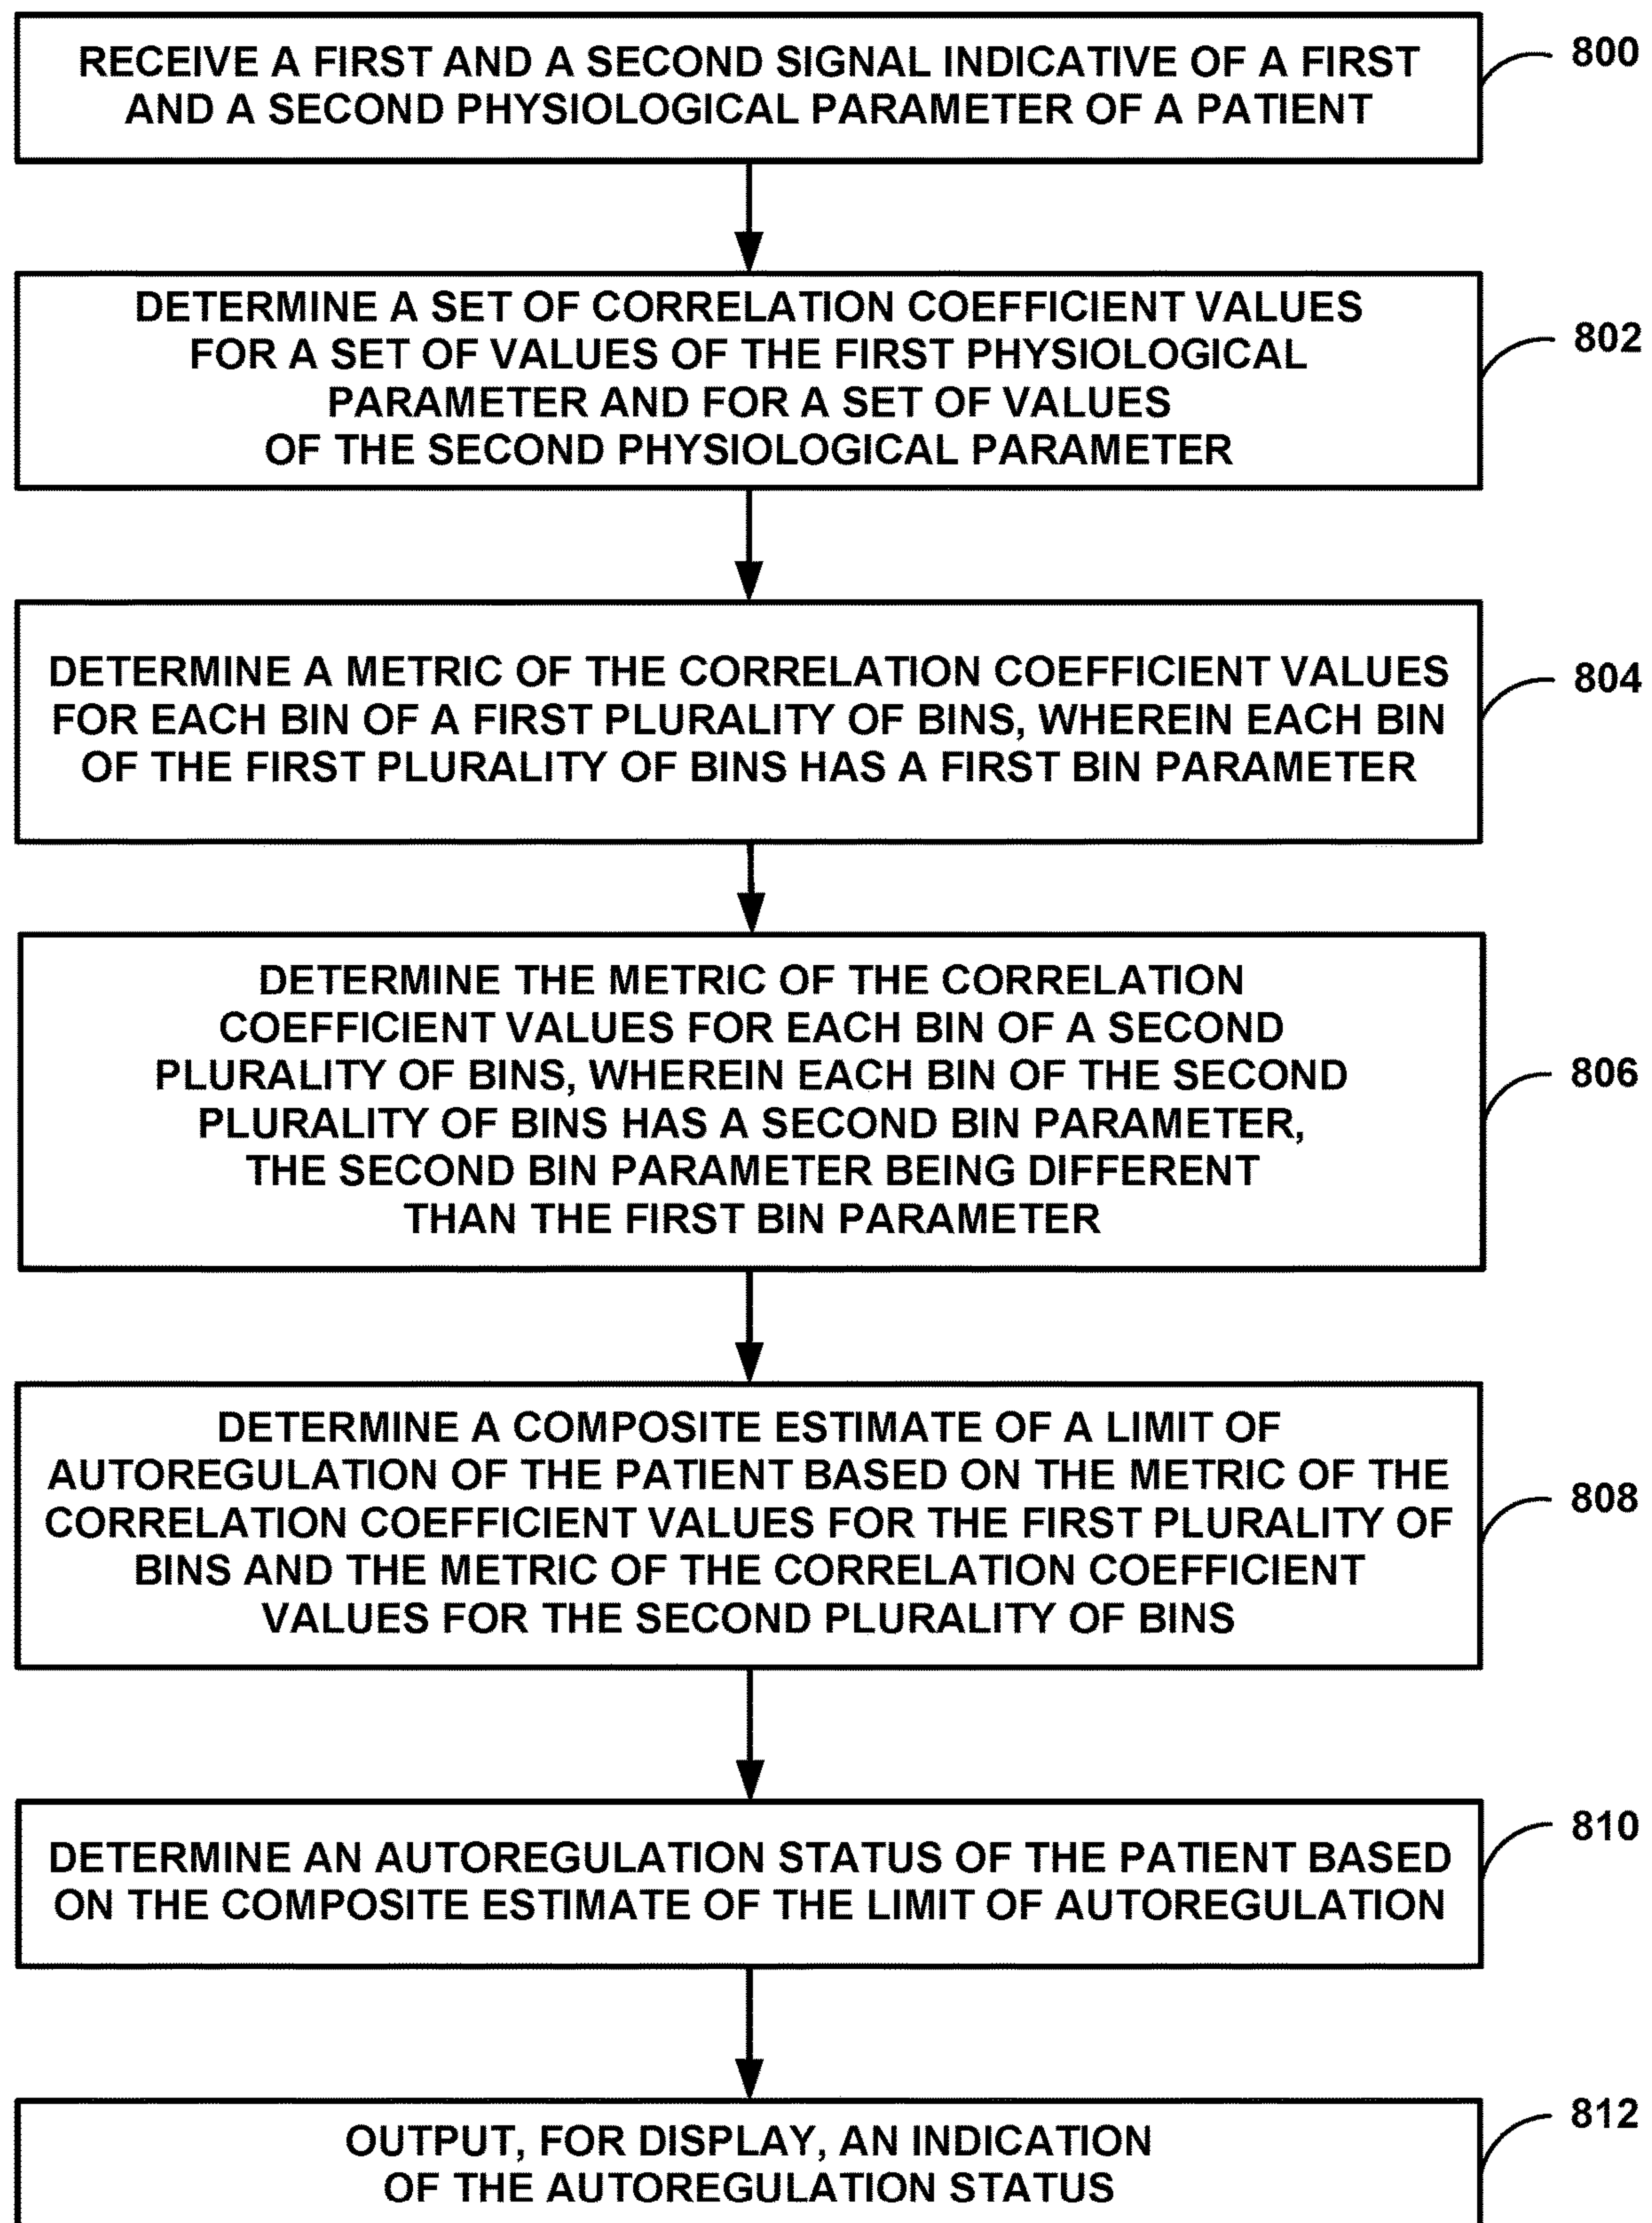 RECEIVE A FIRST AND A SECOND SIGNAL INDICATIVE OF A FIRST
AND A SECOND PHYSIOLOGICAL PARAMETER OF A PATIENT
800
DETERMINE A SET OF CORRELATION COEFFICIENT VALUES
FOR A SET OF VALUES OF THE FIRST PHYSIOLOGICAL
PARAMETER AND FOR A SET OF VALUES
OF THE SECOND PHYSIOLOGICAL PARAMETER
802
DETERMINE A METRIC OF THE CORRELATION COEFFICIENT VALUES
FOR EACH BIN OF A FIRST PLURALITY OF BINS, WHEREIN EACH BIN
OF THE FIRST PLURALITY OF BINS HAS A FIRST BIN PARAMETER
804
DETERMINE THE METRIC OF THE CORRELATION
COEFFICIENT VALUES FOR EACH BIN OF A SECOND
PLURALITY OF BINS, WHEREIN EACH BIN OF THE SECOND
PLURALITY OF BINS HAS A SECOND BIN PARAMETER,
THE SECOND BIN PARAMETER BEING DIFFERENT
THAN THE FIRST BIN PARAMETER
806
DETERMINE A COMPOSITE ESTIMATE OF A LIMIT OF
AUTOREGULATION OF THE PATIENT BASED ON THE METRIC OF THE
CORRELATION COEFFICIENT VALUES FOR THE FIRST PLURALITY OF
BINS AND THE METRIC OF THE CORRELATION COEFFICIENT
VALUES FOR THE SECOND PLURALITY OF BINS
808
DETERMINE AN AUTOREGULATION STATUS OF THE PATIENT BASED
ON THE COMPOSITE ESTIMATE OF THE LIMIT OF AUTOREGULATION
810
OUTPUT, FOR DISPLAY, AN INDICATION
OF THE AUTOREGULATION STATUS
812